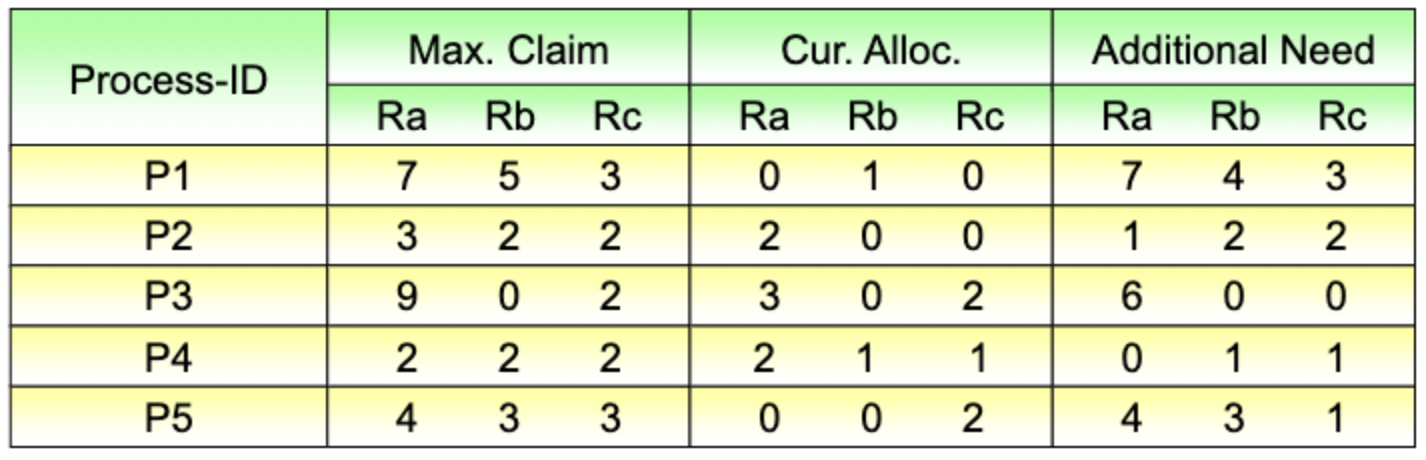 Process-ID Max. Claim Cur. Alloc. Additional Need
Ra Rb Rc Ra Rb Rc Ra Rb Rc
P1 7 5 3 0 1 0 7 4 3
P2 3 2 2 2 0 0 1 2 2
P3 9 0 2 3 0 2 6 0 0
P4 2 2 2 2 1 1 0 1 1
P5 4 3 3 0 0 2 4 3 1